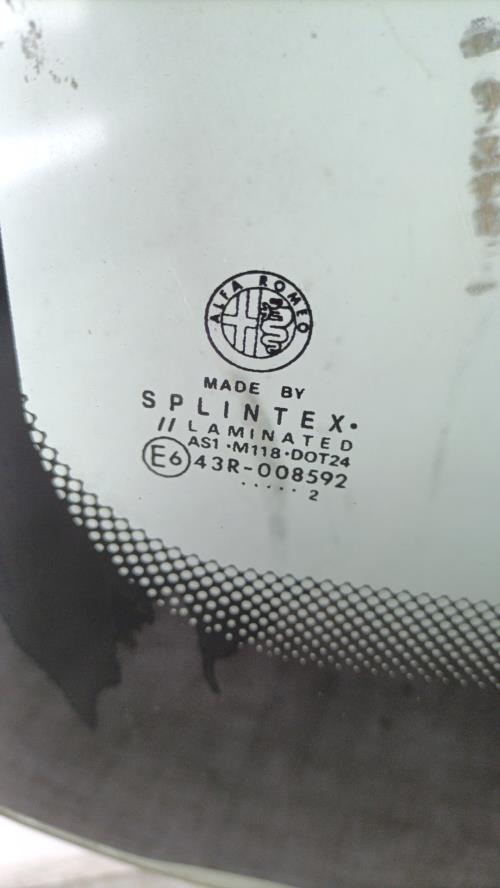 ALFA ROMEO
MADE BY
SPLINTEX·
// LAMINATED
AS1·M118·DOT24
E6 43R-008592
..... 2